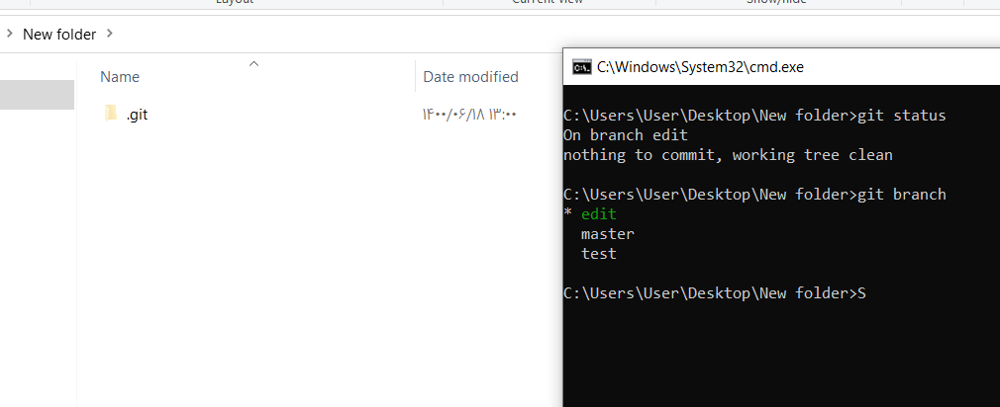 Layout Current view Show/hide
New folder
Name Date modified
.git ۱۴۰۰/۰۶/۱۸ ۱۳:۰۰
C:\Windows\System32\cmd.exe
C:\Users\User\Desktop\New folder>git status
On branch edit
nothing to commit, working tree clean
C:\Users\User\Desktop\New folder>git branch
* edit
master
test
C:\Users\User\Desktop\New folder>S